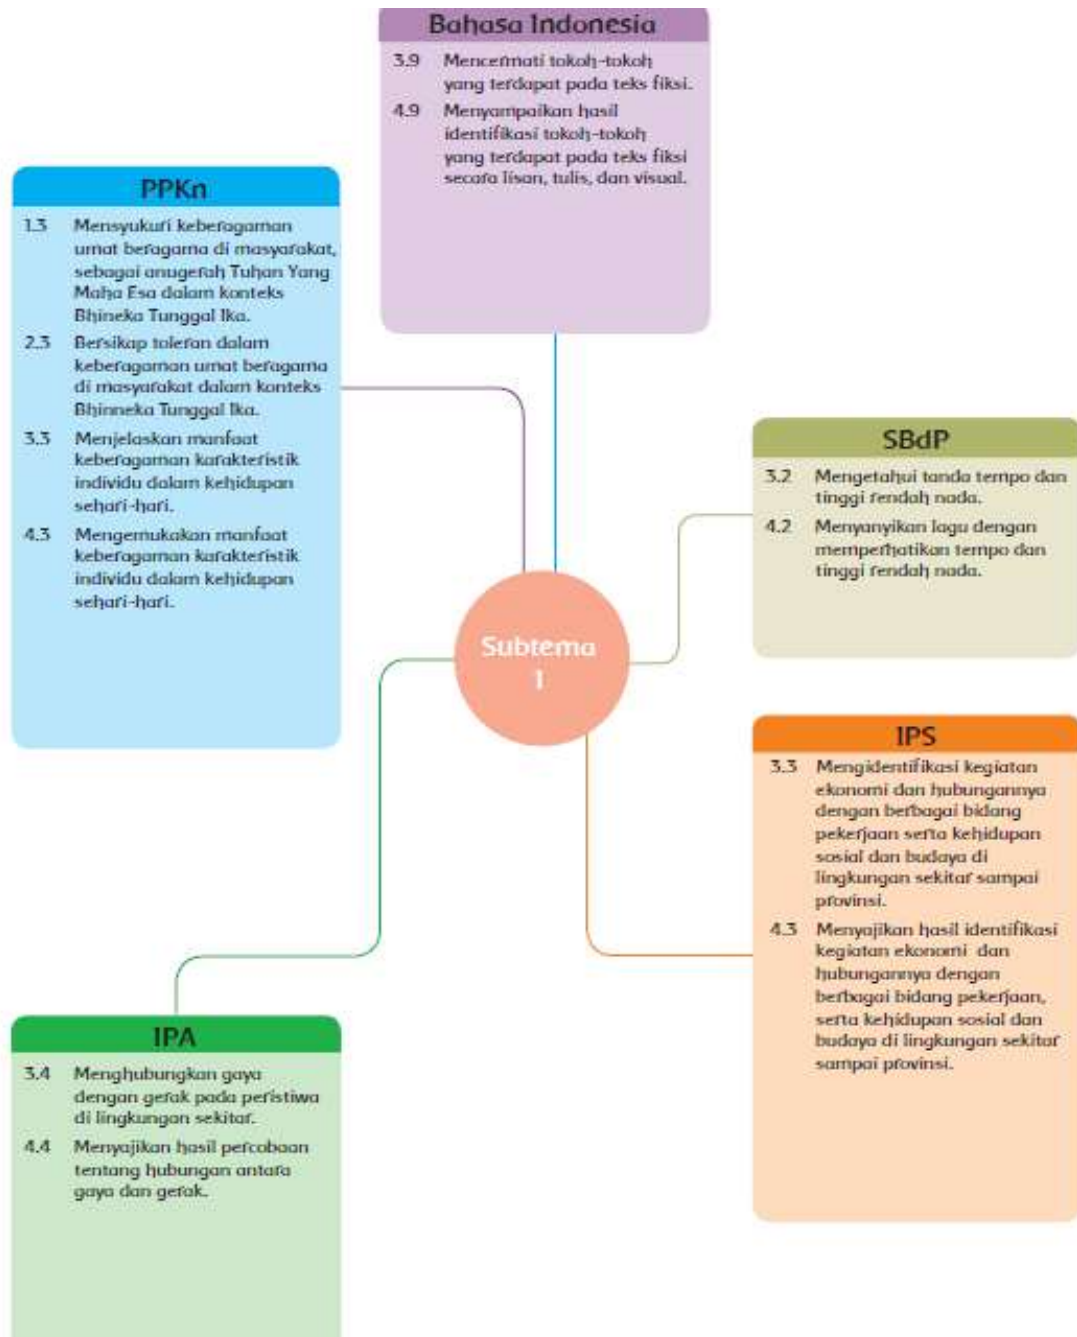 Bahasa Indonesia
3.9 Mencermati tokoh-tokoh
yang terdapat pada teks fiksi.
4.9 Menyampaikan hasil
identifikasi tokoh-tokoh
yang terdapat pada teks fiksi
secara lisan, tulis, dan visual.
PPKn
1.3 Mensyukuri keberagaman
umat beragama di masyarakat,
sebagai anugerah Tuhan Yang
Maha Esa dalam konteks
Bhineka Tunggal Ika.
2.3 Bersikap toleran dalam
keberagaman umat beragama
di masyarakat dalam konteks
Bhinneka Tunggal Ika.
3.3 Menjelaskan manfaat
keberagaman karakteristik
individu dalam kehidupan
sehari-hari.
4.3 Mengemukakan manfaat
keberagaman karakteristik
individu dalam kehidupan
sehari-hari.
SBdP
3.2 Mengetahui tanda tempo dan
tinggi rendah nada.
4.2 Menyanyikan lagu dengan
memperhatikan tempo dan
tinggi rendah nada.
Subtema
1
IPS
3.3 Mengidentifikasi kegiatan
ekonomi dan hubungannya
dengan berbagai bidang
pekerjaan serta kehidupan
sosial dan budaya di
lingkungan sekitar sampai
provinsi.
4.3 Menyajikan hasil identifikasi
kegiatan ekonomi dan
hubungannya dengan
berbagai bidang pekerjaan,
serta kehidupan sosial dan
budaya di lingkungan sekitar
sampai provinsi.
IPA
3.4 Menghubungkan gaya
dengan gerak pada peristiwa
di lingkungan sekitar.
4.4 Menyajikan hasil percobaan
tentang hubungan antara
gaya dan gerak.